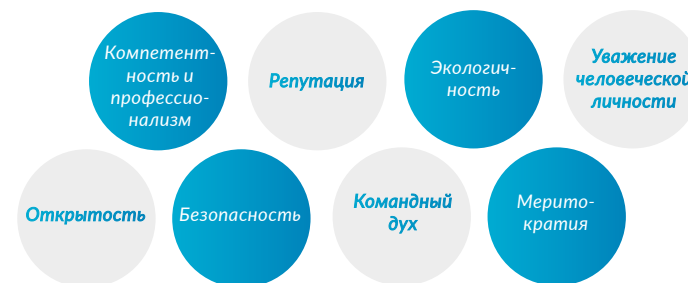 Компетент-
ность и
профессио-
нализм
Репутация
Экологич-
ность
Уважение
человеческой
личности
Открытость
Безопасность
Командный
дух
Мерито-
кратия